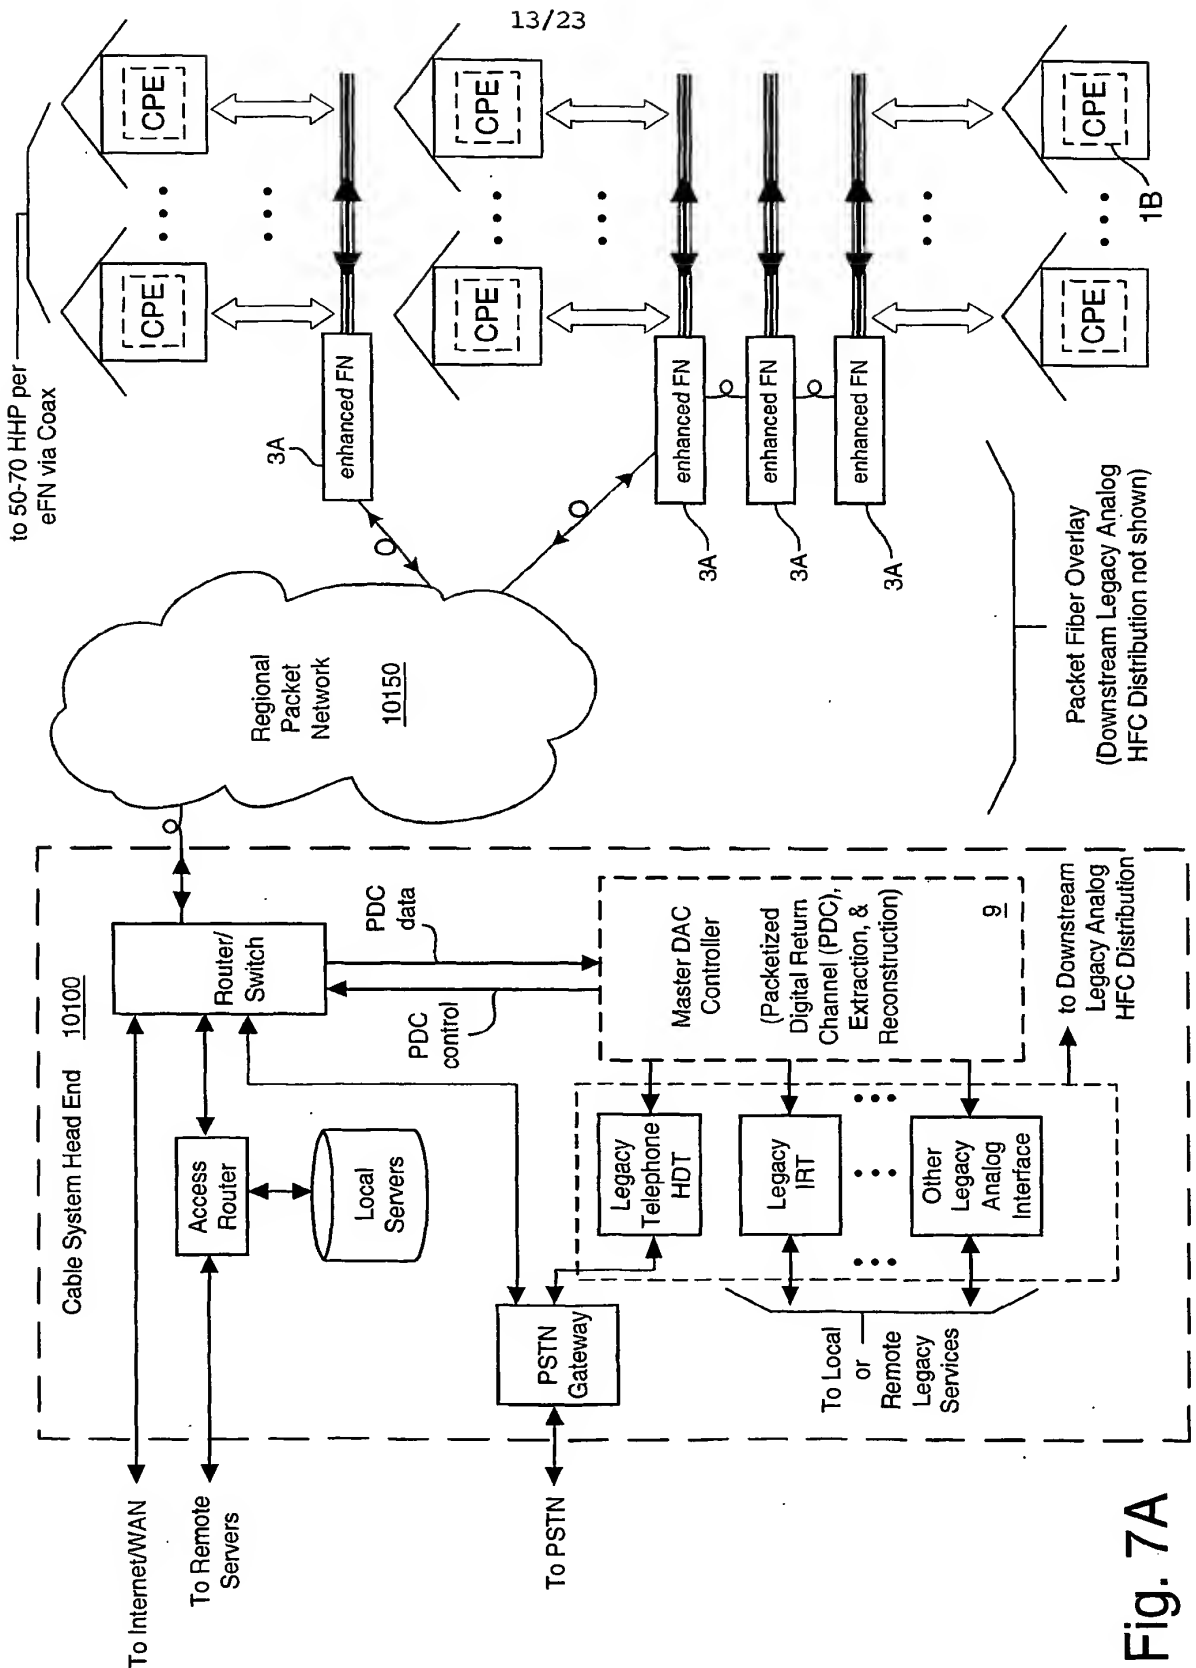 13/23
to 50-70 HHP per
eFN via Coax
CPE
CPE
CPE
CPE
CPE
CPE
1B
enhanced FN
3A
enhanced FN
enhanced FN
enhanced FN
3A
3A
3A
Regional
Packet
Network
10150
Packet Fiber Overlay
(Downstream Legacy Analog
HFC Distribution not shown)
Cable System Head End 10100
Router/
Switch
PDC
data
PDC
control
Access
Router
Local
Servers
Master DAC
Controller
(Packetized
Digital Return
Channel (PDC),
Extraction, &
Reconstruction)
9
to Downstream
Legacy Analog
HFC Distribution
Legacy
Telephone
HDT
Legacy
IRT
Other
Legacy
Analog
Interface
PSTN
Gateway
To Local
or
Remote
Legacy
Services
To Internet/WAN
To Remote
Servers
To PSTN
Fig. 7A